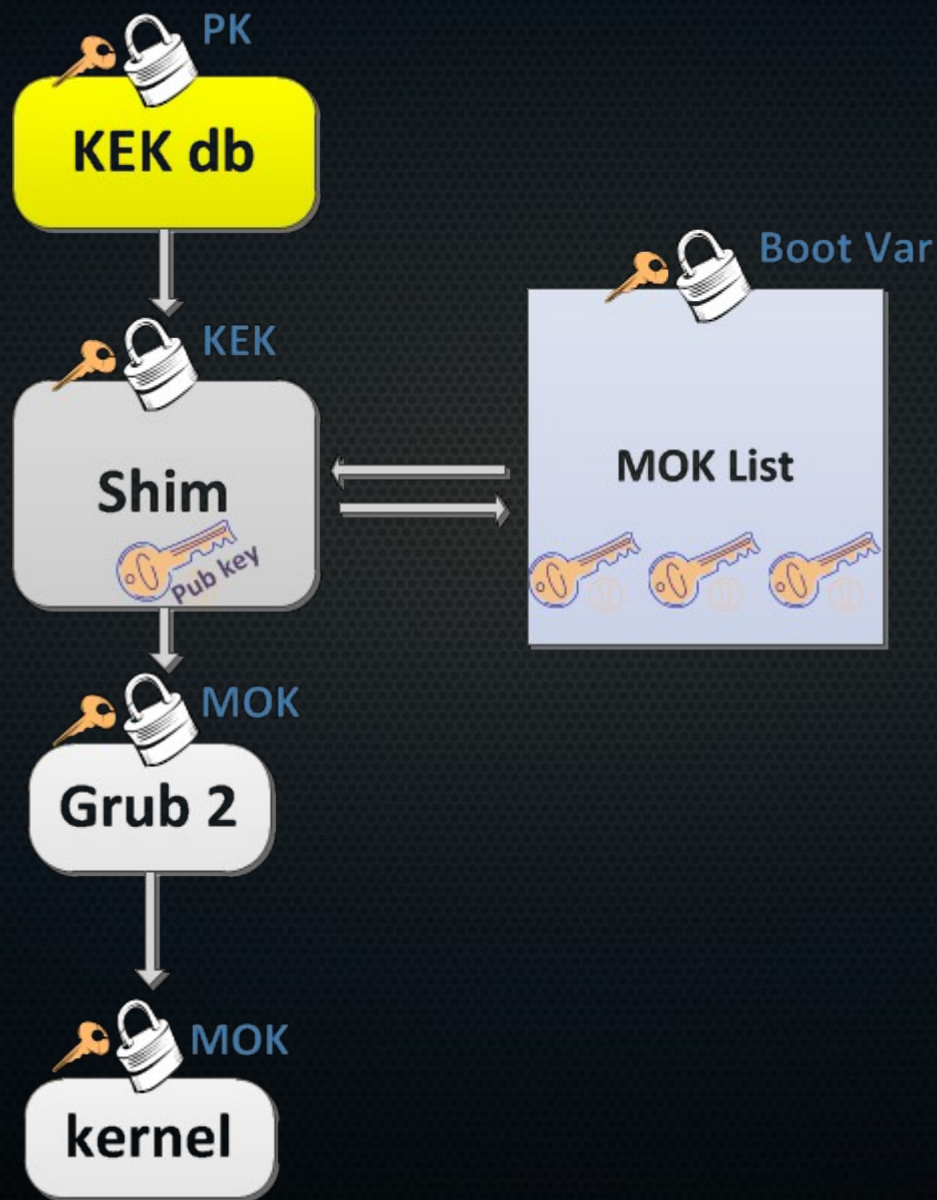 PK
KEK db
KEK
Shim
Pub key
Boot Var
MOK List
MOK
Grub 2
MOK
kernel